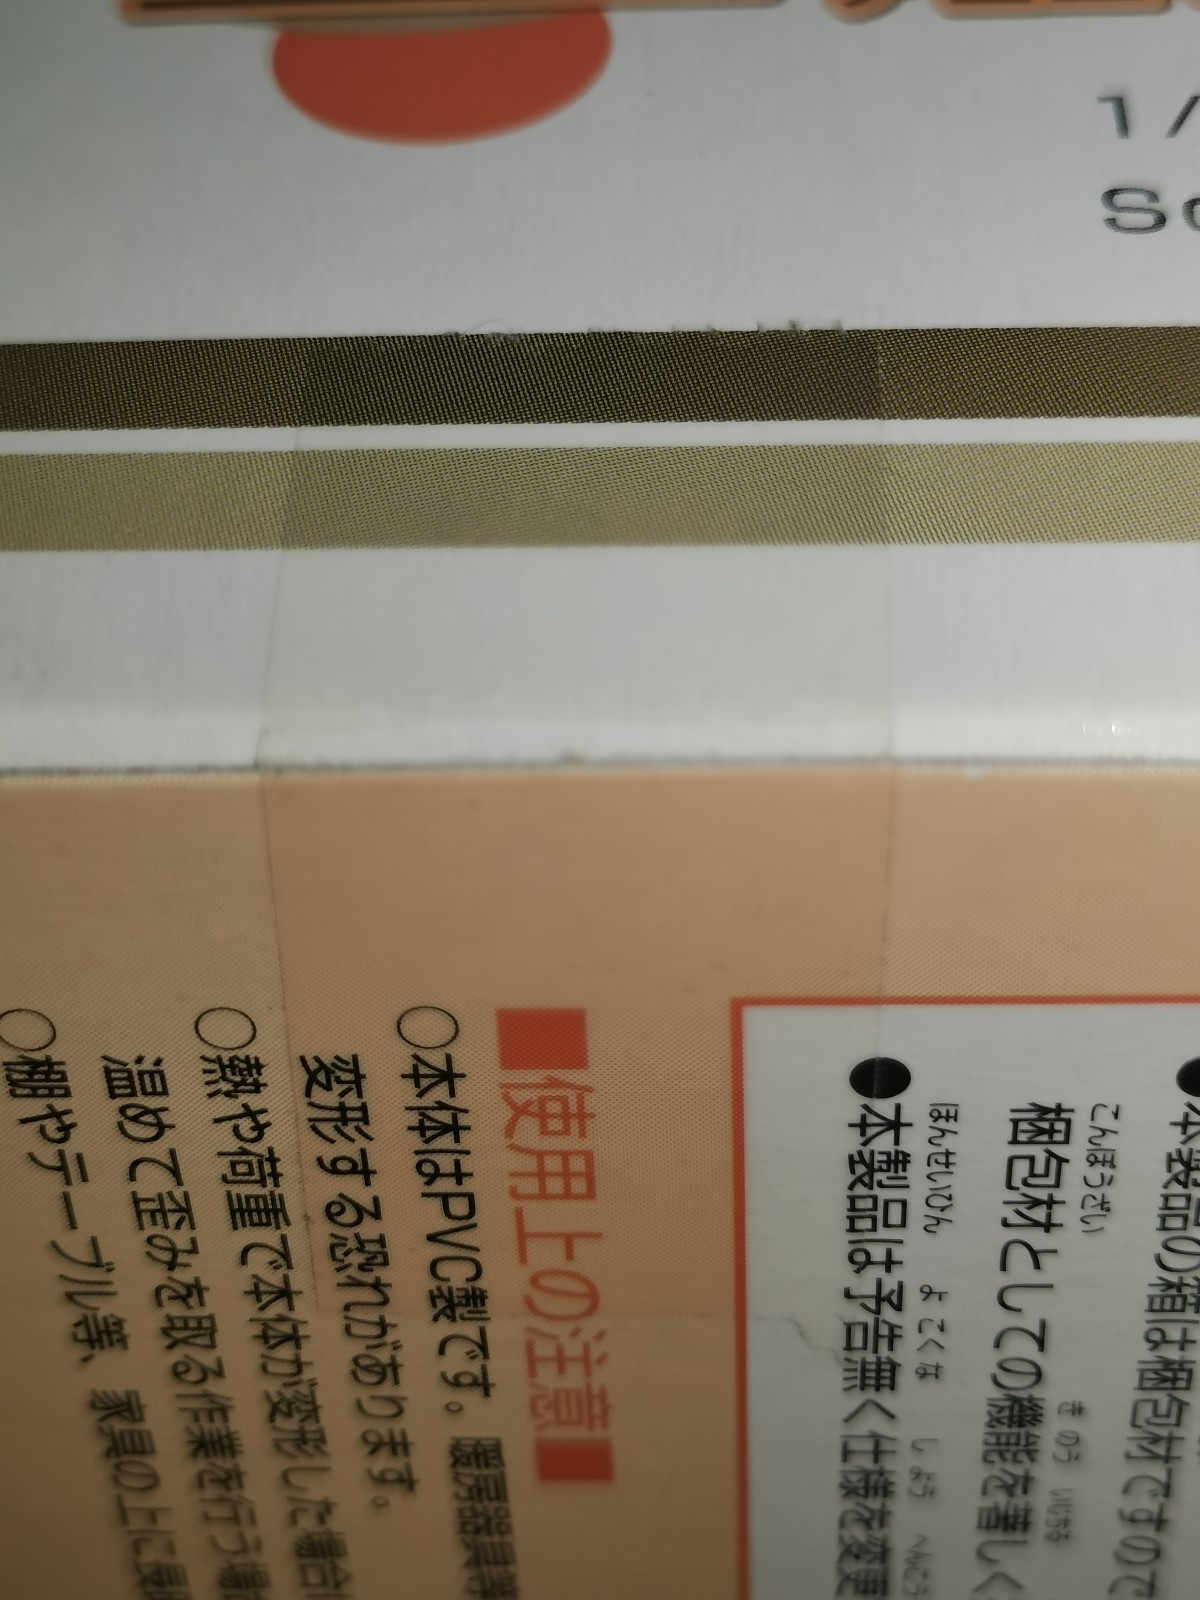 1/
Sc
●本製品の箱は梱包材ですので
こんぽうざい きのう いじる
梱包材としての機能を著しく
ほんせいひん よこくな しよう へんこう
●本製品は予告無く仕様を変更
■使用上の注意■
○本体はPVC製です。暖房器具等
変形する恐れがあります。
○熱や荷重で本体が変形した場合
温めて歪みを取る作業を行う場
○棚やテーブル等、家具の上に長